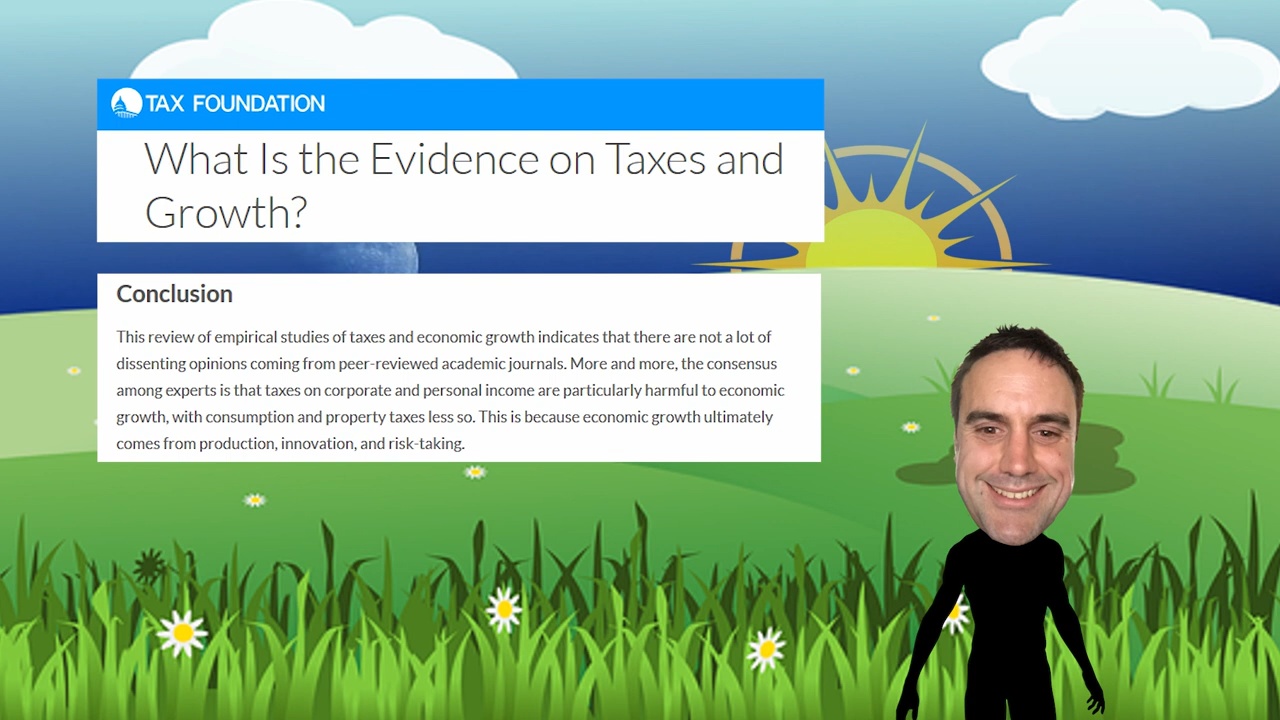 TAX FOUNDATION
What Is the Evidence on Taxes and
Growth?
Conclusion
This review of empirical studies of taxes and economic growth indicates that there are not a lot of
dissenting opinions coming from peer-reviewed academic journals. More and more, the consensus
among experts is that taxes on corporate and personal income are particularly harmful to economic
growth, with consumption and property taxes less so. This is because economic growth ultimately
comes from production, innovation, and risk-taking.